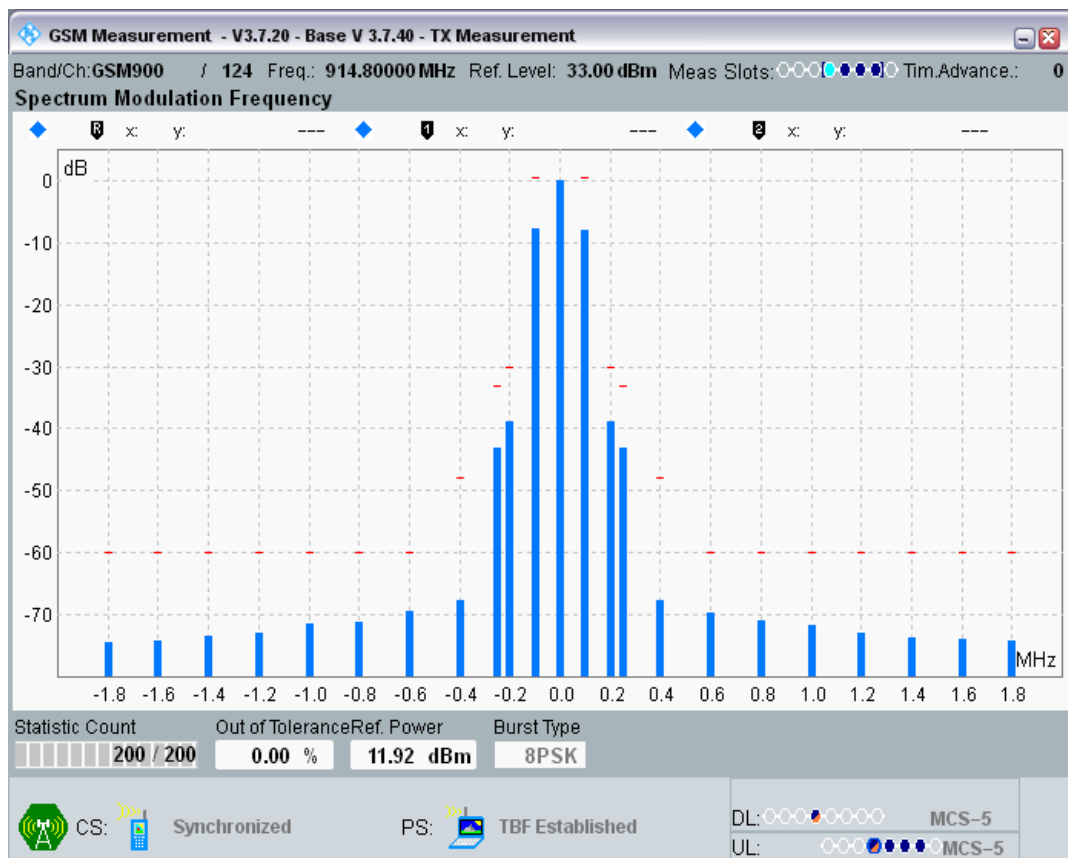 GSM Measurement - V3.7.20 - Base V 3.7.40 - TX Measurement
Band/Ch:GSM900 / 124 Freq.: 914.80000 MHz Ref. Level: 33.00 dBm Meas Slots: Tim.Advance.: 0
Spectrum Modulation Frequency
R x: y: --- 1 x: y: --- 2 x: y: ---
dB
0
-10
-20
-30
-40
-50
-60
-70
MHz
-1.8 -1.6 -1.4 -1.2 -1.0 -0.8 -0.6 -0.4 -0.2 0.0 0.2 0.4 0.6 0.8 1.0 1.2 1.4 1.6 1.8
Statistic Count Out of Tolerance Ref. Power Burst Type
200 / 200 0.00 % 11.92 dBm 8PSK
CS: Synchronized PS: TBF Established DL: MCS-5
UL: MCS-5